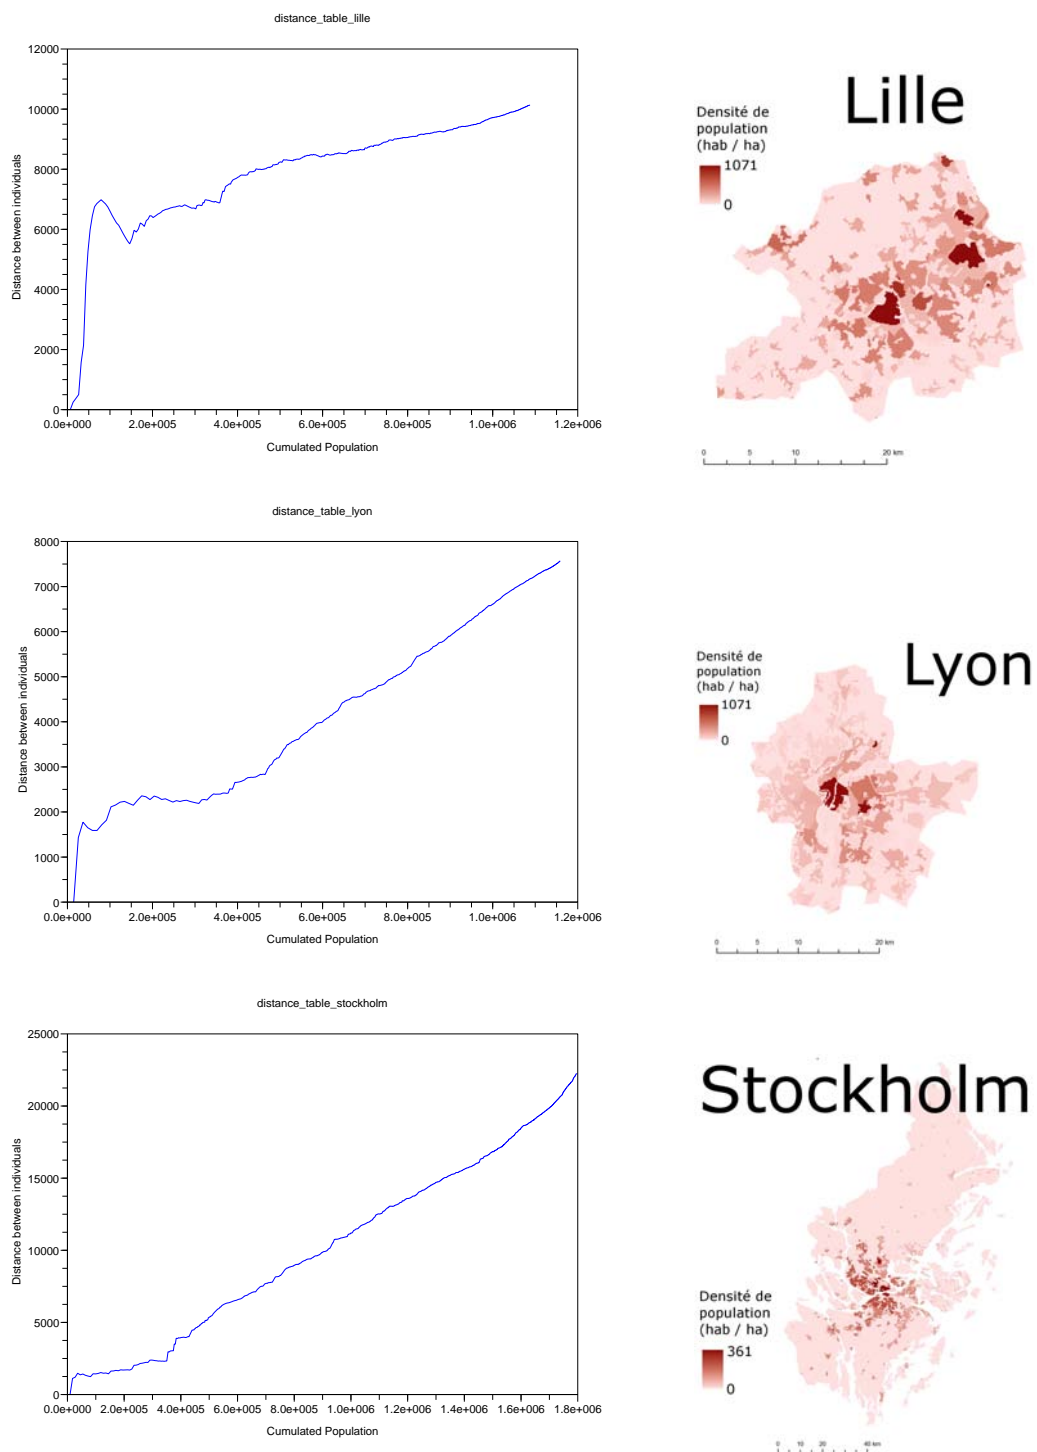 distance_table_lille
12000
10000
8000
6000
4000
2000
0
Distance between individuals
0.0e+000 2.0e+005 4.0e+005 6.0e+005 8.0e+005 1.0e+006 1.2e+006
Cumulated Population
Lille
Densité de
population
(hab / ha)
1071
0
0 5 10 20 km
distance_table_lyon
8000
7000
6000
5000
4000
3000
2000
1000
0
Distance between individuals
0.0e+000 2.0e+005 4.0e+005 6.0e+005 8.0e+005 1.0e+006 1.2e+006
Cumulated Population
Lyon
Densité de
population
(hab / ha)
1071
0
0 5 10 20 km
distance_table_stockholm
25000
20000
15000
10000
5000
0
Distance between individuals
0.0e+000 2.0e+005 4.0e+005 6.0e+005 8.0e+005 1.0e+006 1.2e+006 1.4e+006 1.6e+006 1.8e+006
Cumulated Population
Stockholm
Densité de
population
(hab / ha)
361
0
0 10 20 40 km